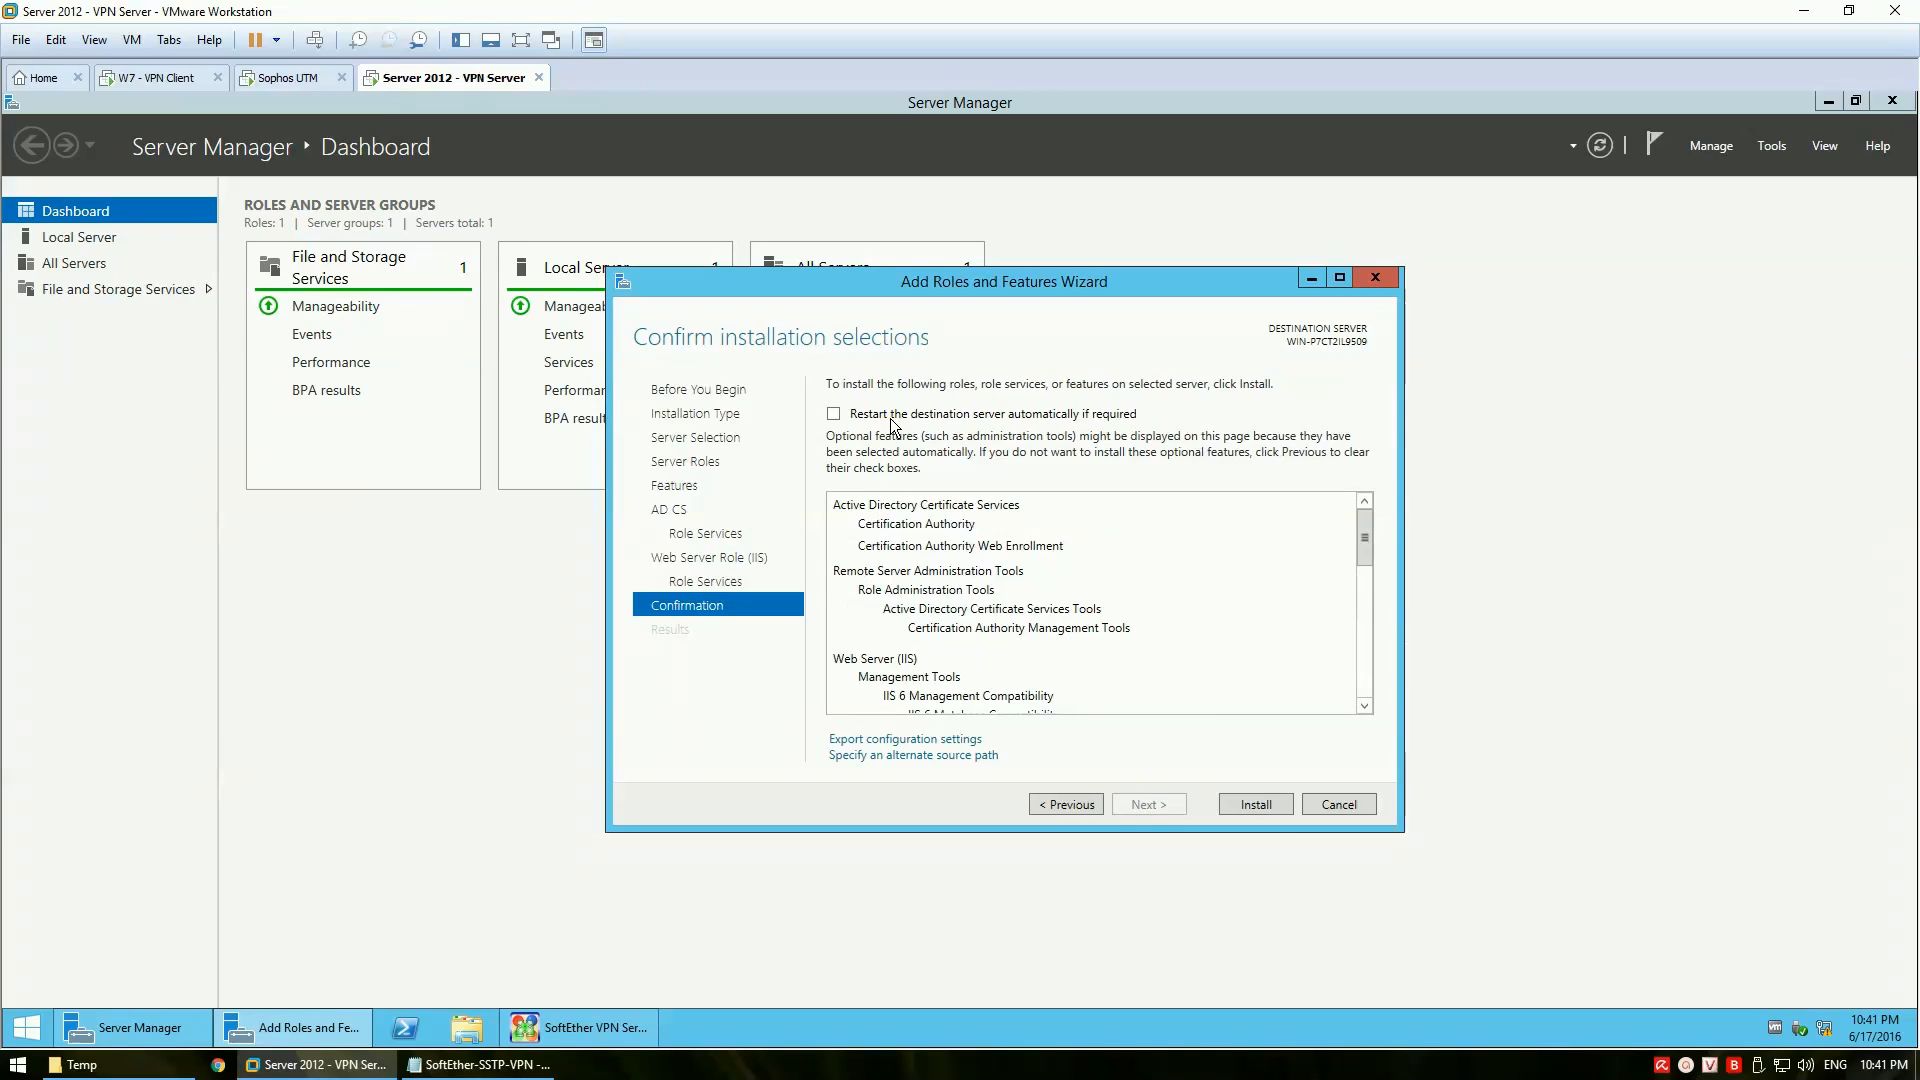 Server 2012 - VPN Server - VMware Workstation
File Edit View VM Tabs Help
Home W7 - VPN Client Sophos UTM Server 2012 - VPN Server
Server Manager
Server Manager Dashboard
Manage Tools View Help
Dashboard
Local Server
All Servers
File and Storage Services
ROLES AND SERVER GROUPS
Roles: 1 | Server groups: 1 | Servers total: 1
File and Storage
Services
1
Manageability
Events
Performance
BPA results
Local Ser
Manageab
Events
Services
Performan
BPA result
Add Roles and Features Wizard
Confirm installation selections
DESTINATION SERVER
WIN-P7CT2IL9509
Before You Begin
Installation Type
Server Selection
Server Roles
Features
AD CS
Role Services
Web Server Role (IIS)
Role Services
Confirmation
Results
To install the following roles, role services, or features on selected server, click Install.
Restart the destination server automatically if required
Optional features (such as administration tools) might be displayed on this page because they have
been selected automatically. If you do not want to install these optional features, click Previous to clear
their check boxes.
Active Directory Certificate Services
Certification Authority
Certification Authority Web Enrollment
Remote Server Administration Tools
Role Administration Tools
Active Directory Certificate Services Tools
Certification Authority Management Tools
Web Server (IIS)
Management Tools
IIS 6 Management Compatibility
Export configuration settings
Specify an alternate source path
< Previous Next > Install Cancel
Server Manager
Add Roles and Fe...
SoftEther VPN Ser...
10:41 PM
6/17/2016
Temp
Server 2012 - VPN Ser...
SoftEther-SSTP-VPN -...
ENG 10:41 PM